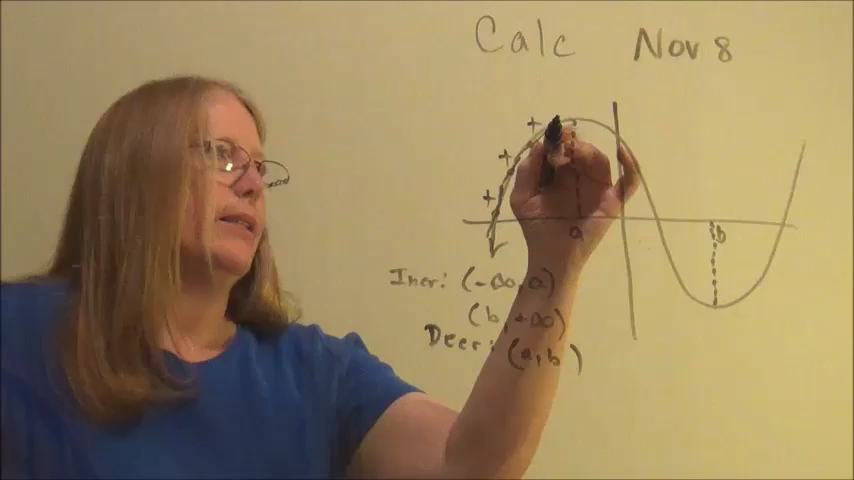 Calc Nov 8
+
+
+
a b
Incr: (-∞, a)
(b, +∞)
Decr: (a, b)